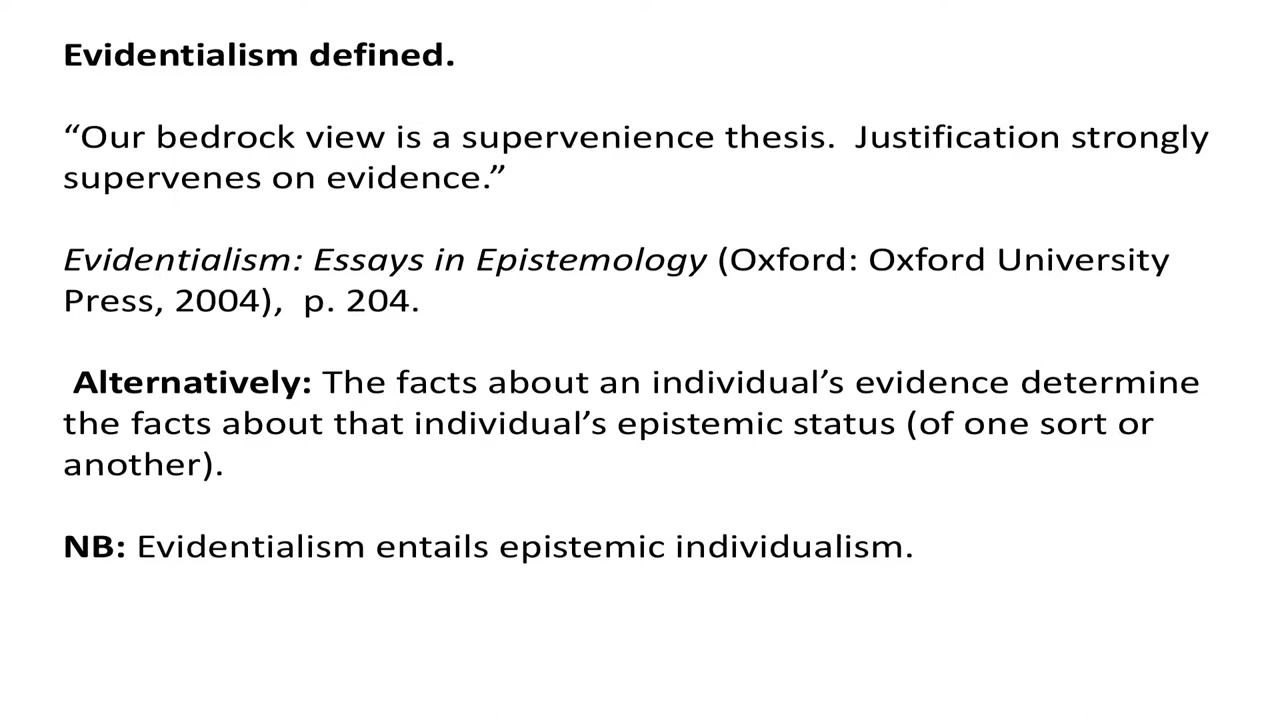 Evidentialism defined.
“Our bedrock view is a supervenience thesis.  Justification strongly
supervenes on evidence.”
Evidentialism: Essays in Epistemology (Oxford: Oxford University
Press, 2004),  p. 204.
Alternatively: The facts about an individual’s evidence determine
the facts about that individual’s epistemic status (of one sort or
another).
NB: Evidentialism entails epistemic individualism.